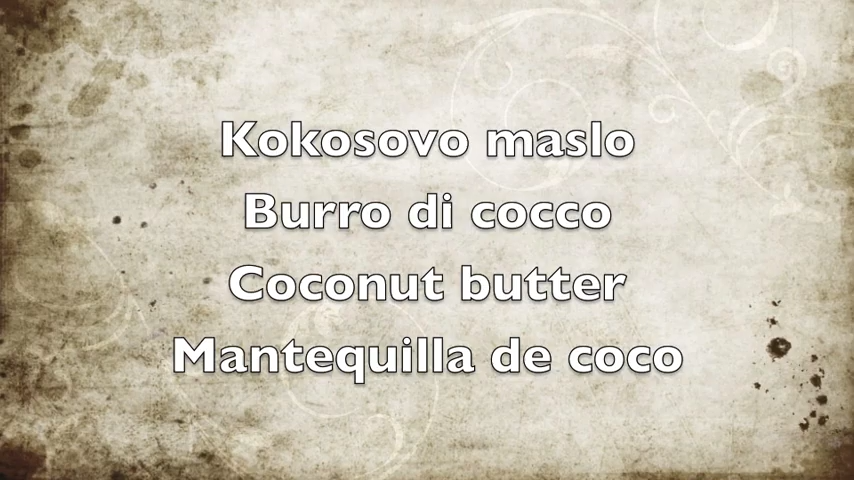 Kokosovo maslo
Burro di cocco
Coconut butter
Mantequilla de coco